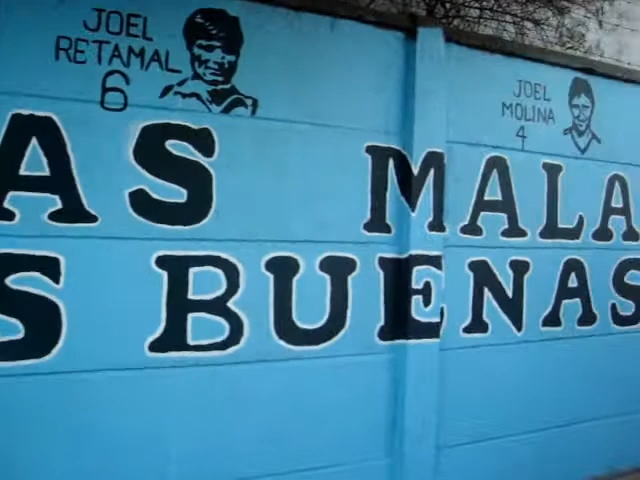 JOEL
RETAMAL
6
JOEL
MOLINA
4
AS MALA
S BUENAS